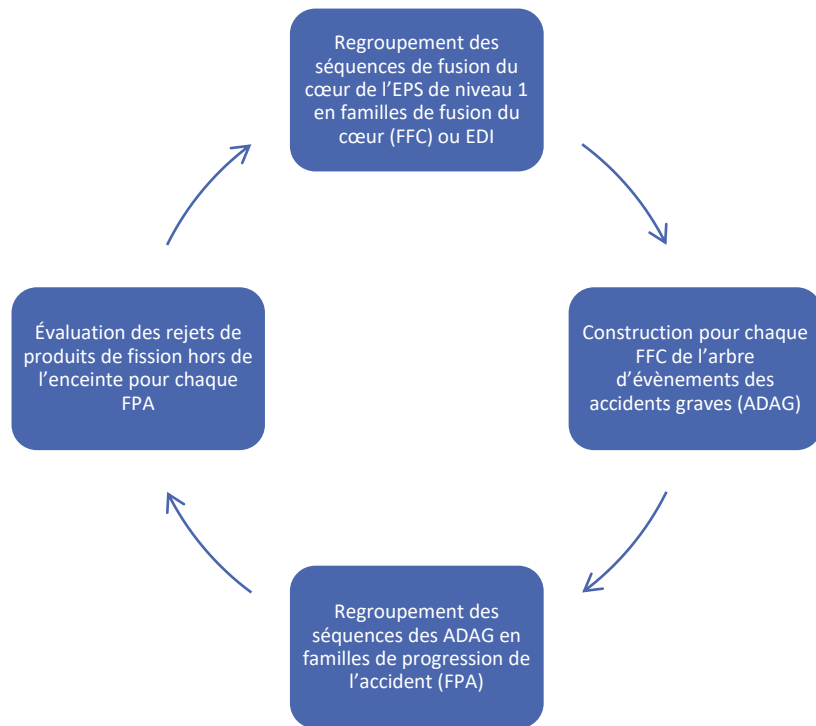 Regroupement des
séquences de fusion du
cœur de l'EPS de niveau 1
en familles de fusion du
cœur (FFC) ou EDI
Évaluation des rejets de
produits de fission hors de
l'enceinte pour chaque
FPA
Construction pour chaque
FFC de l'arbre
d'évènements des
accidents graves (ADAG)
Regroupement des
séquences des ADAG en
familles de progression de
l'accident (FPA)